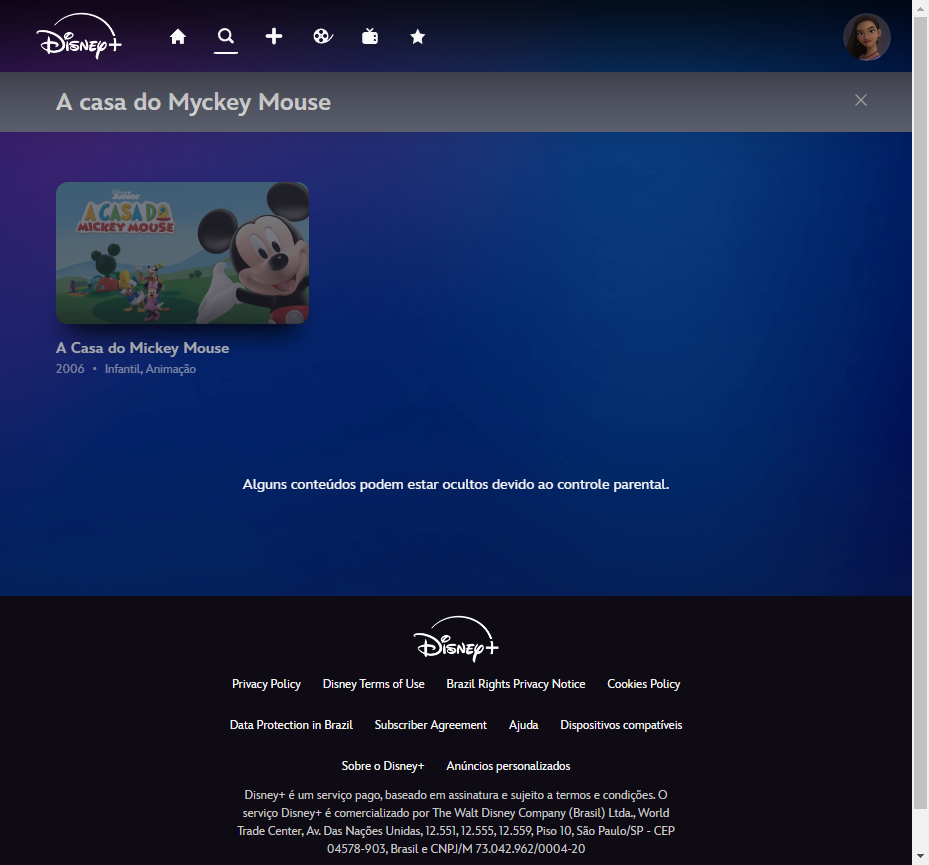 Disney+
A casa do Myckey Mouse
Disney Junior
A CASA DO
MICKEY MOUSE
A Casa do Mickey Mouse
2006 • Infantil, Animação
Alguns conteúdos podem estar ocultos devido ao controle parental.
Disney+
Privacy Policy Disney Terms of Use Brazil Rights Privacy Notice Cookies Policy
Data Protection in Brazil Subscriber Agreement Ajuda Dispositivos compatíveis
Sobre o Disney+ Anúncios personalizados
Disney+ é um serviço pago, baseado em assinatura e sujeito a termos e condições. O
serviço Disney+ é comercializado por The Walt Disney Company (Brasil) Ltda., World
Trade Center, Av. Das Nações Unidas, 12.551, 12.555, 12.559, Piso 10, São Paulo/SP - CEP
04578-903, Brasil e CNPJ/M 73.042.962/0004-20